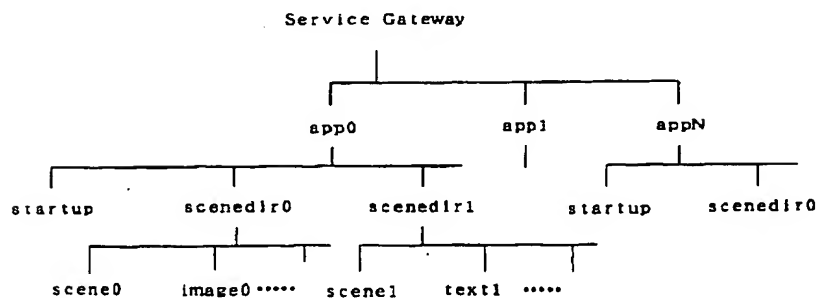 Service Gateway
app0 app1 appN
startup scenedir0 scenedir1 startup scenedir0
scene0 image0 ····· scene1 text1 ·····